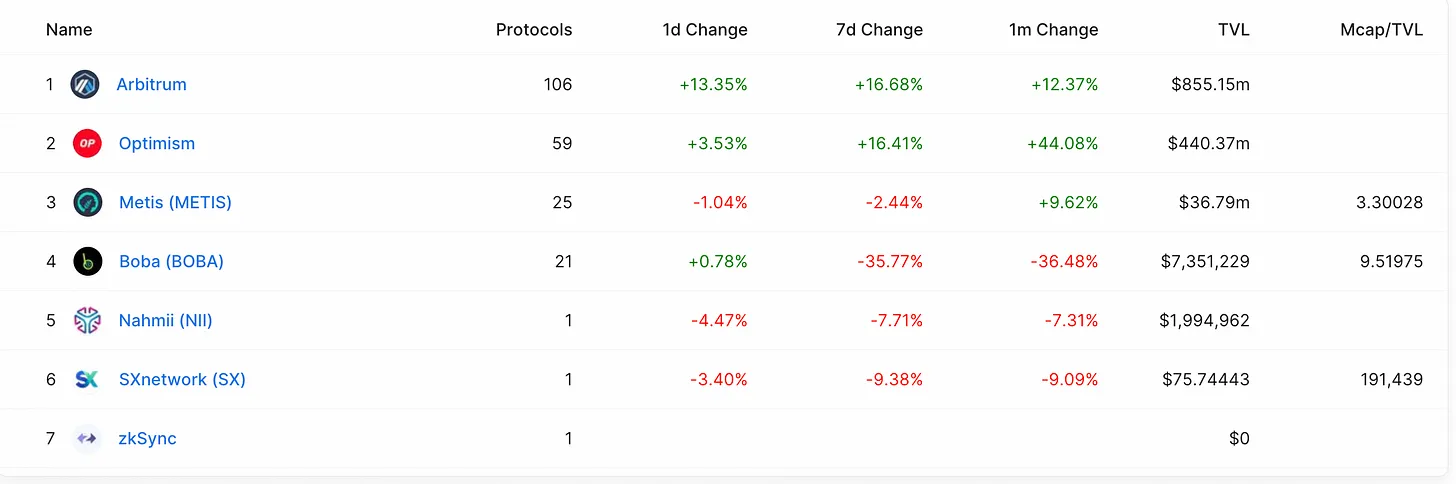 Name Protocols 1d Change 7d Change 1m Change TVL Mcap/TVL
1 Arbitrum 106 +13.35% +16.68% +12.37% $855.15m
2 OP Optimism 59 +3.53% +16.41% +44.08% $440.37m
3 Metis (METIS) 25 -1.04% -2.44% +9.62% $36.79m 3.30028
4 Boba (BOBA) 21 +0.78% -35.77% -36.48% $7,351,229 9.51975
5 Nahmii (NII) 1 -4.47% -7.71% -7.31% $1,994,962
6 SX SXnetwork (SX) 1 -3.40% -9.38% -9.09% $75.74443 191,439
7 zkSync 1 $0